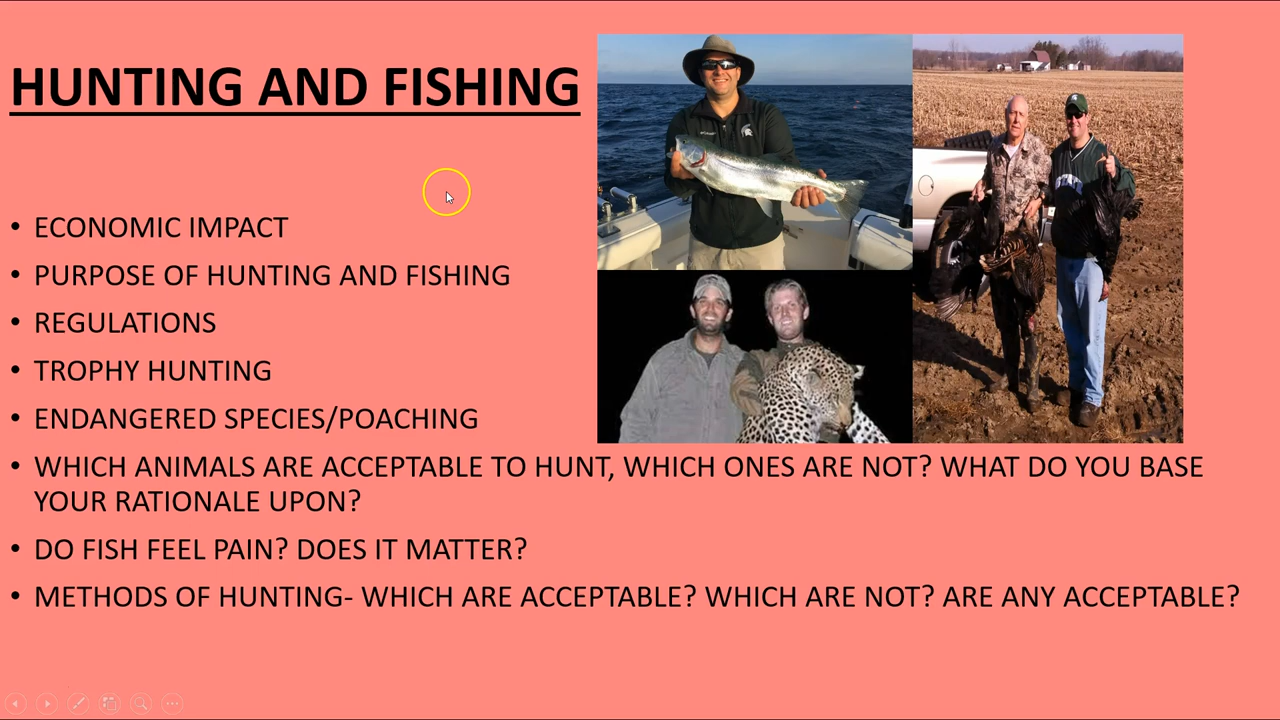 HUNTING AND FISHING
• ECONOMIC IMPACT
• PURPOSE OF HUNTING AND FISHING
• REGULATIONS
• TROPHY HUNTING
• ENDANGERED SPECIES/POACHING
• WHICH ANIMALS ARE ACCEPTABLE TO HUNT, WHICH ONES ARE NOT? WHAT DO YOU BASE
YOUR RATIONALE UPON?
• DO FISH FEEL PAIN? DOES IT MATTER?
• METHODS OF HUNTING- WHICH ARE ACCEPTABLE? WHICH ARE NOT? ARE ANY ACCEPTABLE?